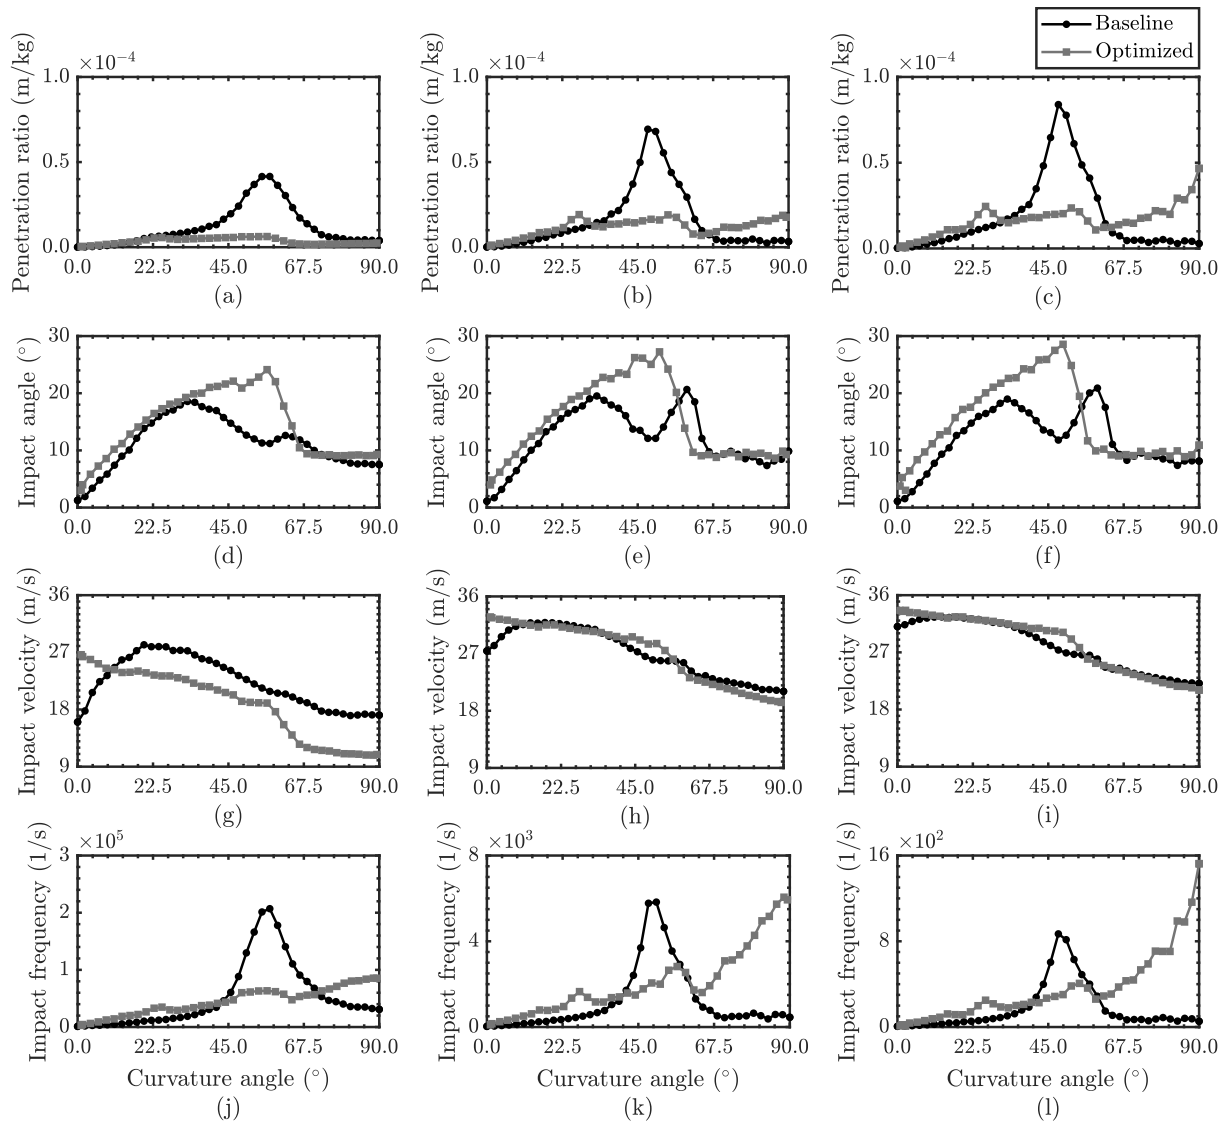 Baseline
Optimized
×10⁻⁴ ×10⁻⁴ ×10⁻⁴
Penetration ratio (m/kg) Penetration ratio (m/kg) Penetration ratio (m/kg)
1.0 1.0 1.0
0.5 0.5 0.5
0.0 0.0 0.0
0.0 22.5 45.0 67.5 90.0 0.0 22.5 45.0 67.5 90.0 0.0 22.5 45.0 67.5 90.0
(a) (b) (c)
Impact angle (°) Impact angle (°) Impact angle (°)
30 30 30
20 20 20
10 10 10
0 0 0
0.0 22.5 45.0 67.5 90.0 0.0 22.5 45.0 67.5 90.0 0.0 22.5 45.0 67.5 90.0
(d) (e) (f)
Impact velocity (m/s) Impact velocity (m/s) Impact velocity (m/s)
36 36 36
27 27 27
18 18 18
9 9 9
0.0 22.5 45.0 67.5 90.0 0.0 22.5 45.0 67.5 90.0 0.0 22.5 45.0 67.5 90.0
(g) (h) (i)
×10⁵ ×10³ ×10²
Impact frequency (1/s) Impact frequency (1/s) Impact frequency (1/s)
3 8 16
2 4 8
1 0 0
0
0.0 22.5 45.0 67.5 90.0 0.0 22.5 45.0 67.5 90.0 0.0 22.5 45.0 67.5 90.0
Curvature angle (°) Curvature angle (°) Curvature angle (°)
(j) (k) (l)